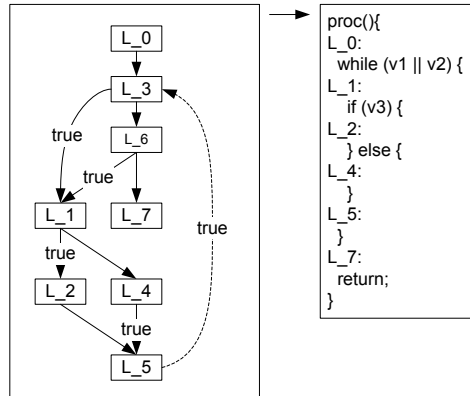 L_0
L_3
L_6
true
true
L_1
L_7
true
true
L_2
L_4
true
L_5
proc(){
L_0:
while (v1 || v2) {
L_1:
if (v3) {
L_2:
} else {
L_4:
}
L_5:
}
L_7:
return;
}